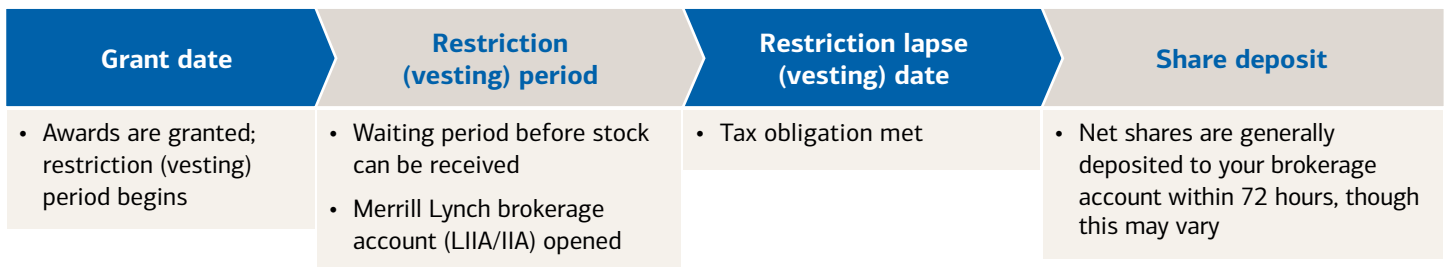 Grant date
Restriction
(vesting) period
Restriction lapse
(vesting) date
Share deposit
• Awards are granted;
restriction (vesting)
period begins
• Waiting period before stock
can be received
• Merrill Lynch brokerage
account (LIIA/IIA) opened
• Tax obligation met
• Net shares are generally
deposited to your brokerage
account within 72 hours, though
this may vary